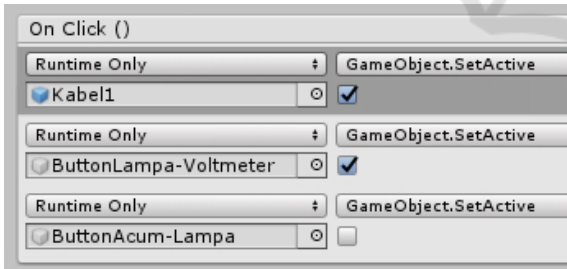 On Click ()
Runtime Only GameObject.SetActive
Kabel1
Runtime Only GameObject.SetActive
ButtonLampa-Voltmeter
Runtime Only GameObject.SetActive
ButtonAcum-Lampa